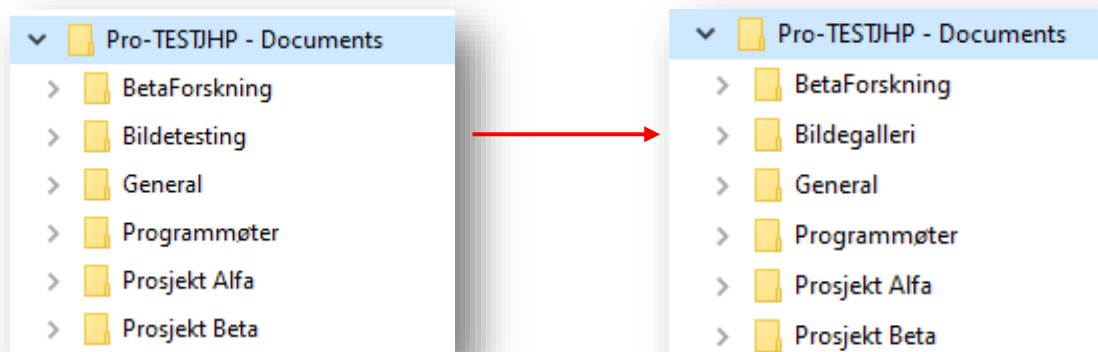 Pro-TESTJHP - Documents
BetaForskning
Bildetesting
General
Programmøter
Prosjekt Alfa
Prosjekt Beta
Pro-TESTJHP - Documents
BetaForskning
Bildegalleri
General
Programmøter
Prosjekt Alfa
Prosjekt Beta